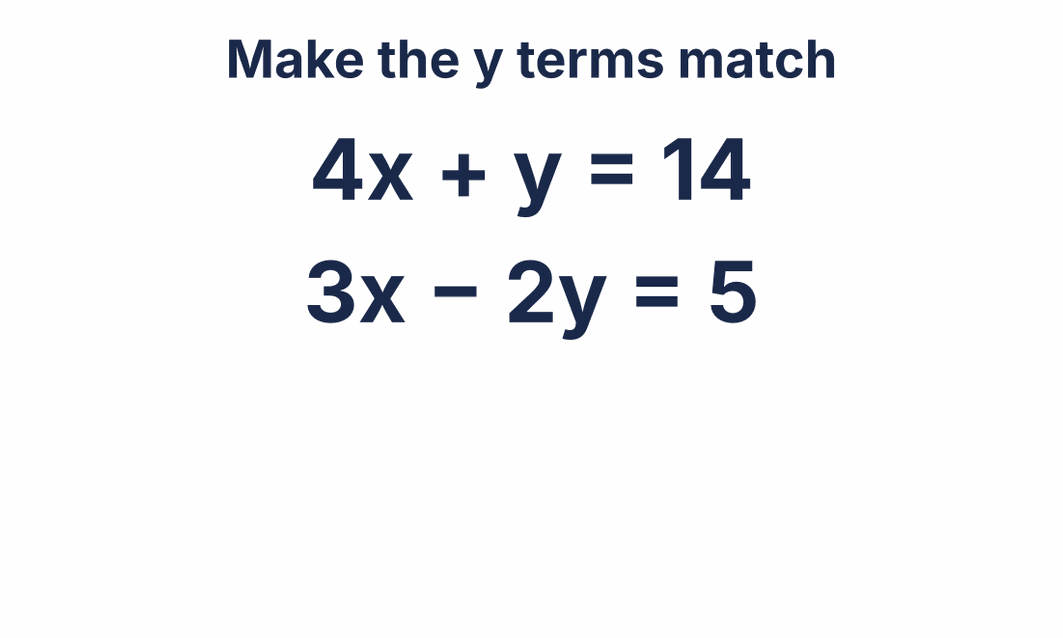 Make the y terms match
4x + y = 14
3x − 2y = 5